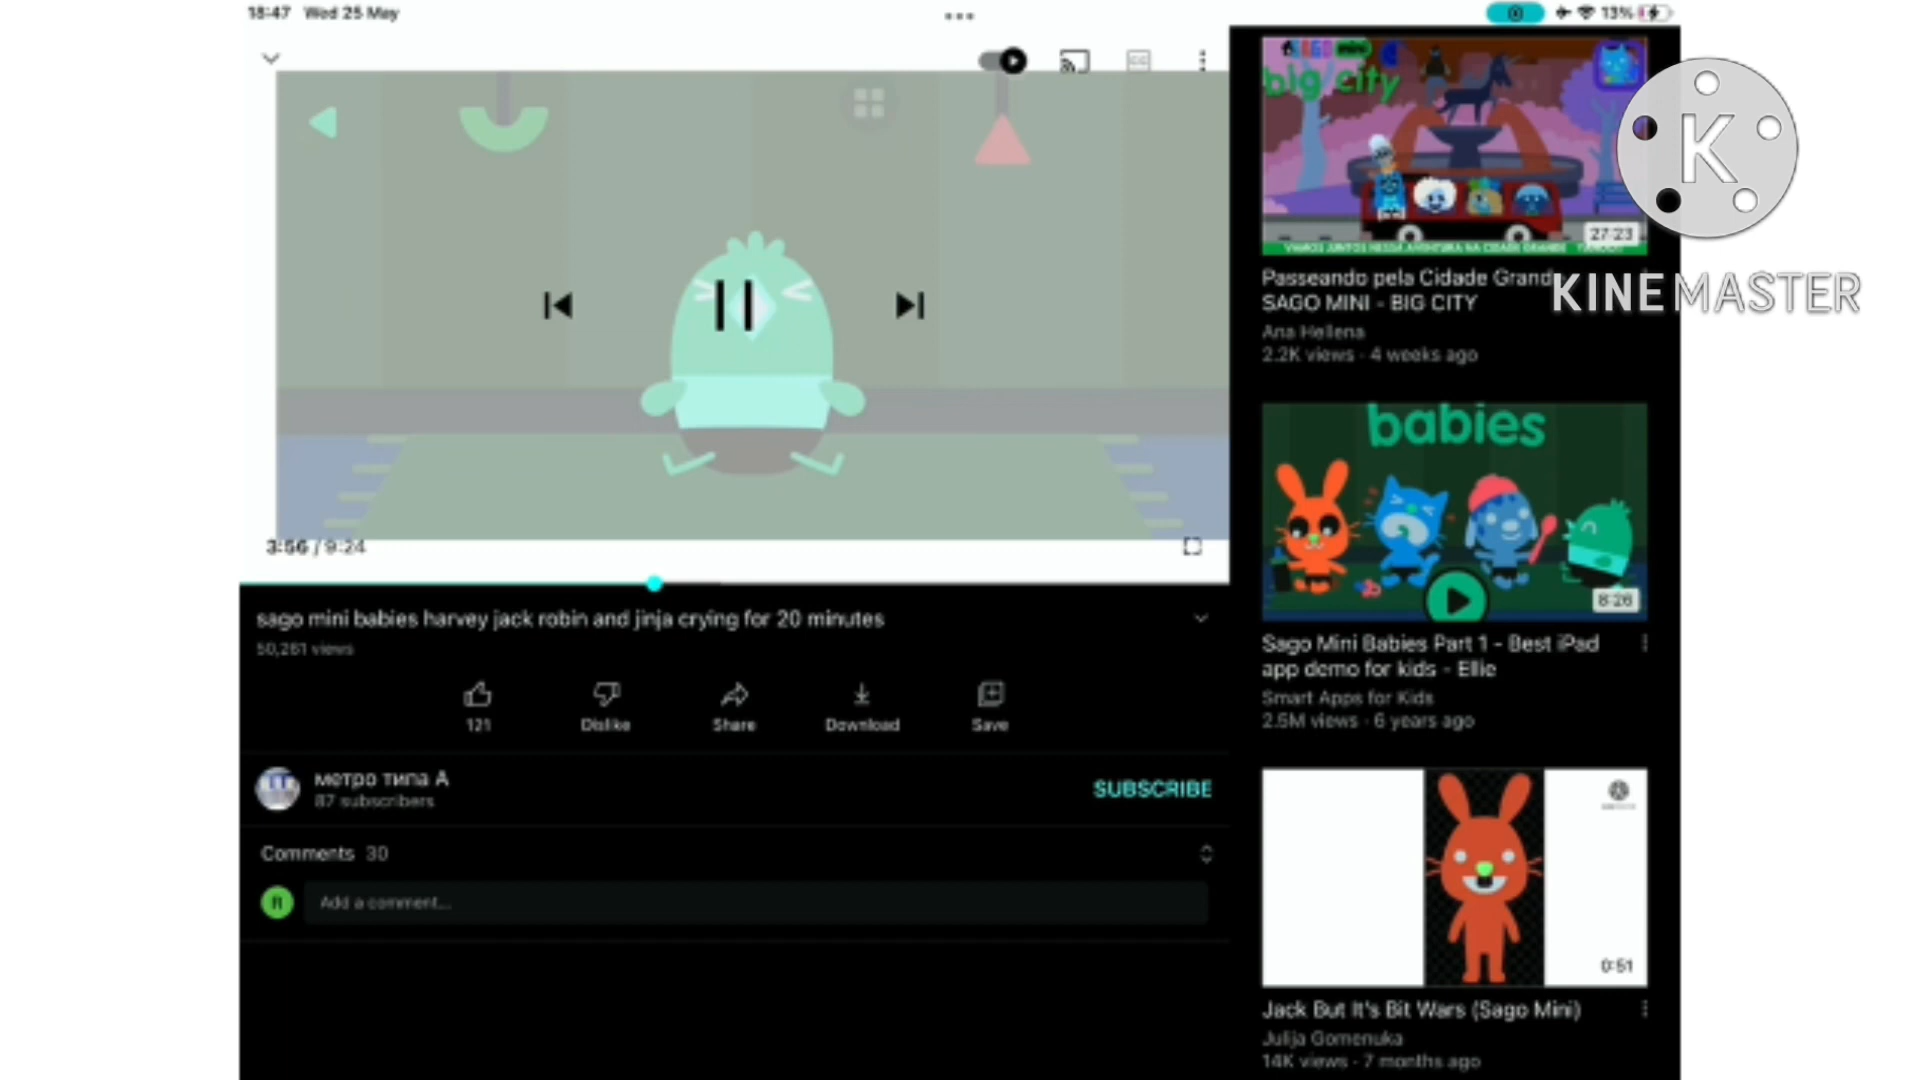 18:47 Wed 25 May
13%
big city
27:23
Passeando pela Cidade Grand
SAGO MINI - BIG CITY
Ana Hellena
2.2K views · 4 weeks ago
K
KINEMASTER
3:56 / 9:24
babies
8:26
Sago Mini Babies Part 1 - Best iPad
app demo for kids - Ellie
Smart Apps for Kids
2.5M views · 6 years ago
sago mini babies harvey jack robin and jinja crying for 20 minutes
50,281 views
121
Dislike
Share
Download
Save
метро типа А
87 subscribers
SUBSCRIBE
Comments 30
Add a comment...
0:51
Jack But It's Bit Wars (Sago Mini)
Julija Gomenuka
14K views · 7 months ago